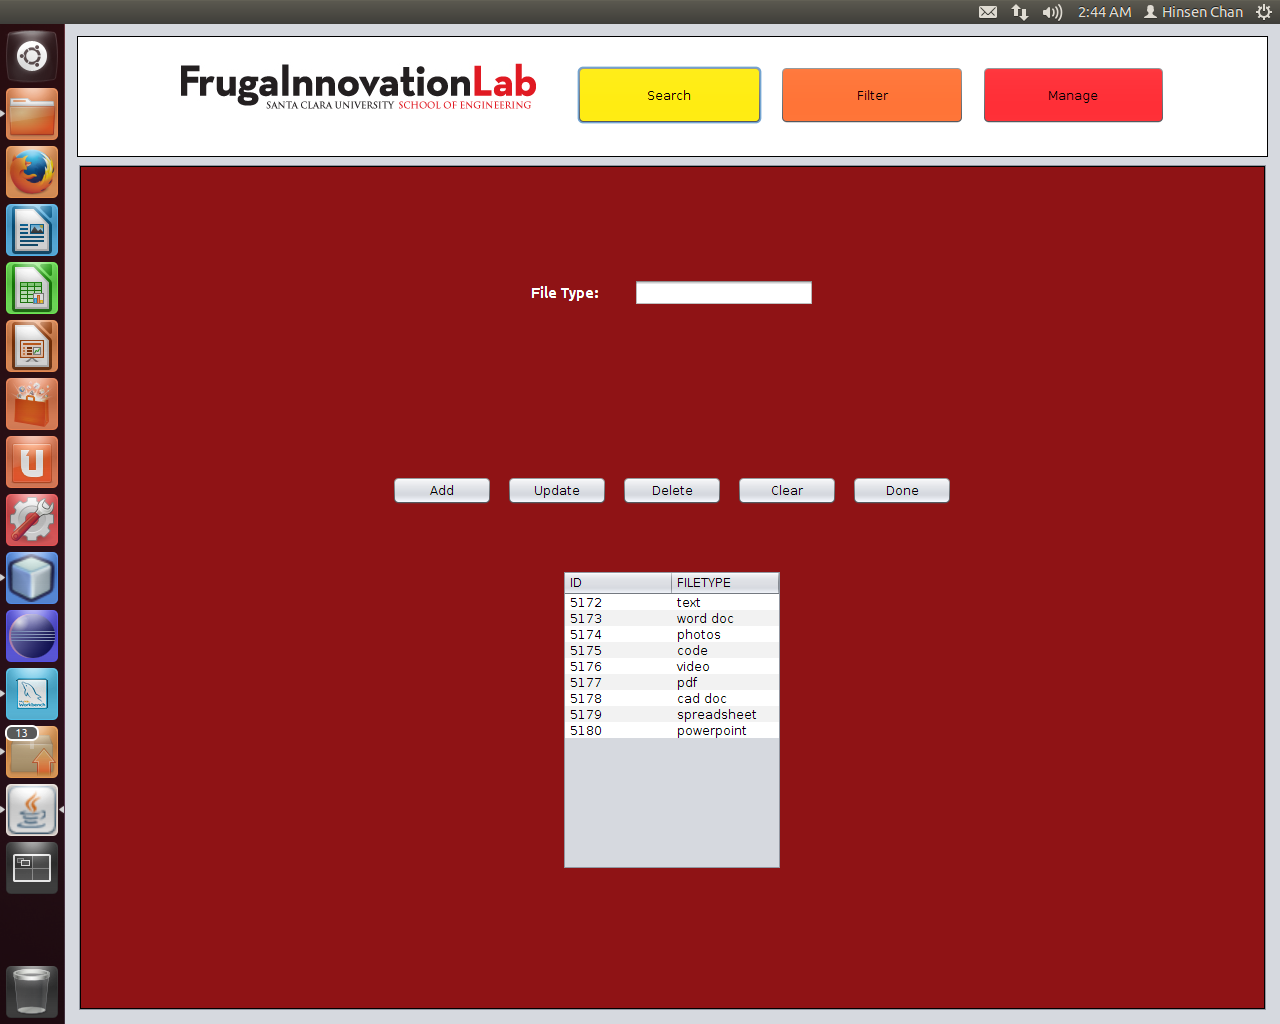 2:44 AM Hinsen Chan
FrugalnnovationLab
SANTA CLARA UNIVERSITY SCHOOL OF ENGINEERING
Search Filter Manage
File Type:
Add Update Delete Clear Done
ID FILETYPE
5172 text
5173 word doc
5174 photos
5175 code
5176 video
5177 pdf
5178 cad doc
5179 spreadsheet
5180 powerpoint
Workbench
13